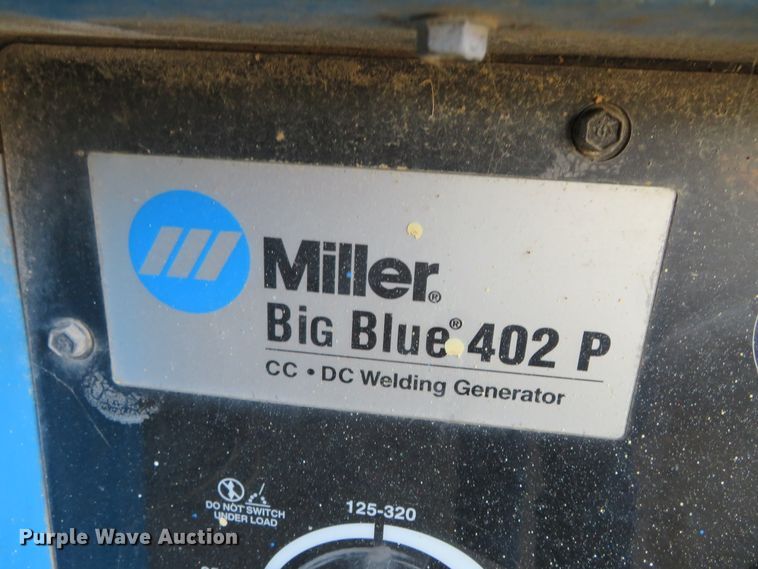 Miller®
Big Blue® 402 P
CC • DC Welding Generator
DO NOT SWITCH
UNDER LOAD
125-320
Purple Wave Auction